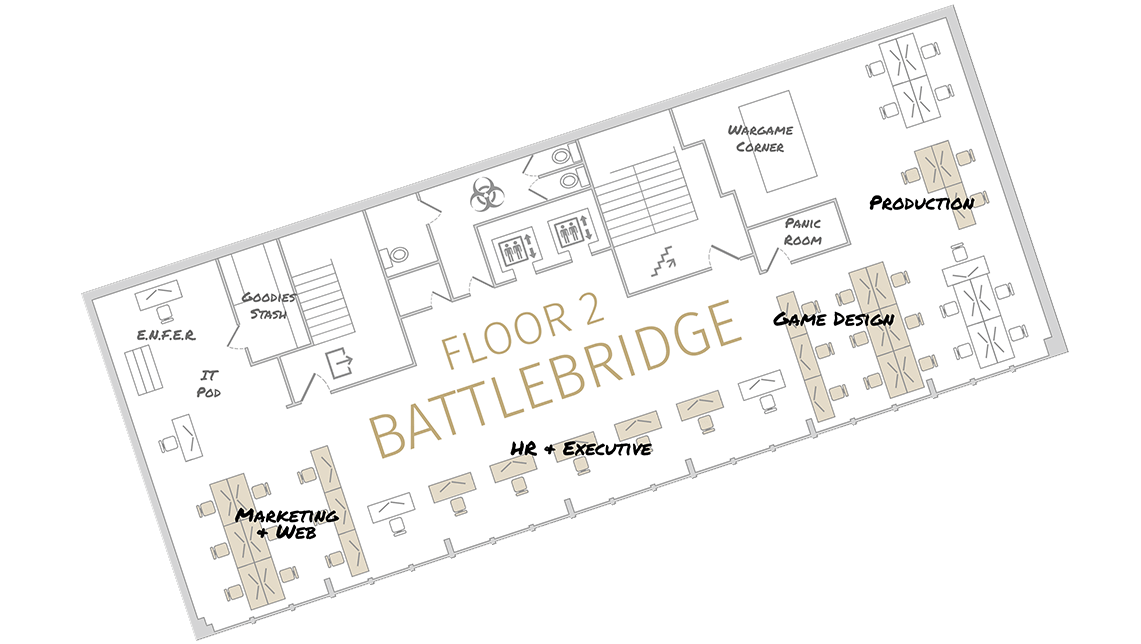 Wargame
Corner
Production
Panic
Room
Goodies
Stash
E.N.F.E.R.
IT
Pod
FLOOR 2
BATTLEBRIDGE
Game Design
HR & Executive
Marketing
& Web